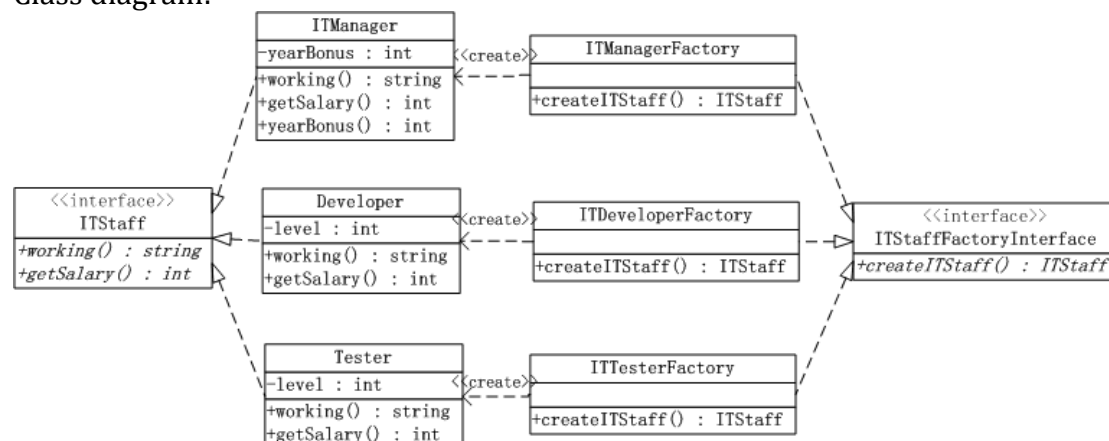 Class diagram:
ITManager
-yearBonus : int
+working() : string
+getSalary() : int
+yearBonus() : int
<<create>>
ITManagerFactory
+createITStaff() : ITStaff
<<interface>>
ITStaff
+working() : string
+getSalary() : int
Developer
-level : int
+working() : string
+getSalary() : int
<<create>>
ITDeveloperFactory
+createITStaff() : ITStaff
<<interface>>
ITStaffFactoryInterface
+createITStaff() : ITStaff
Tester
-level : int
+working() : string
+getSalary() : int
<<create>>
ITTesterFactory
+createITStaff() : ITStaff